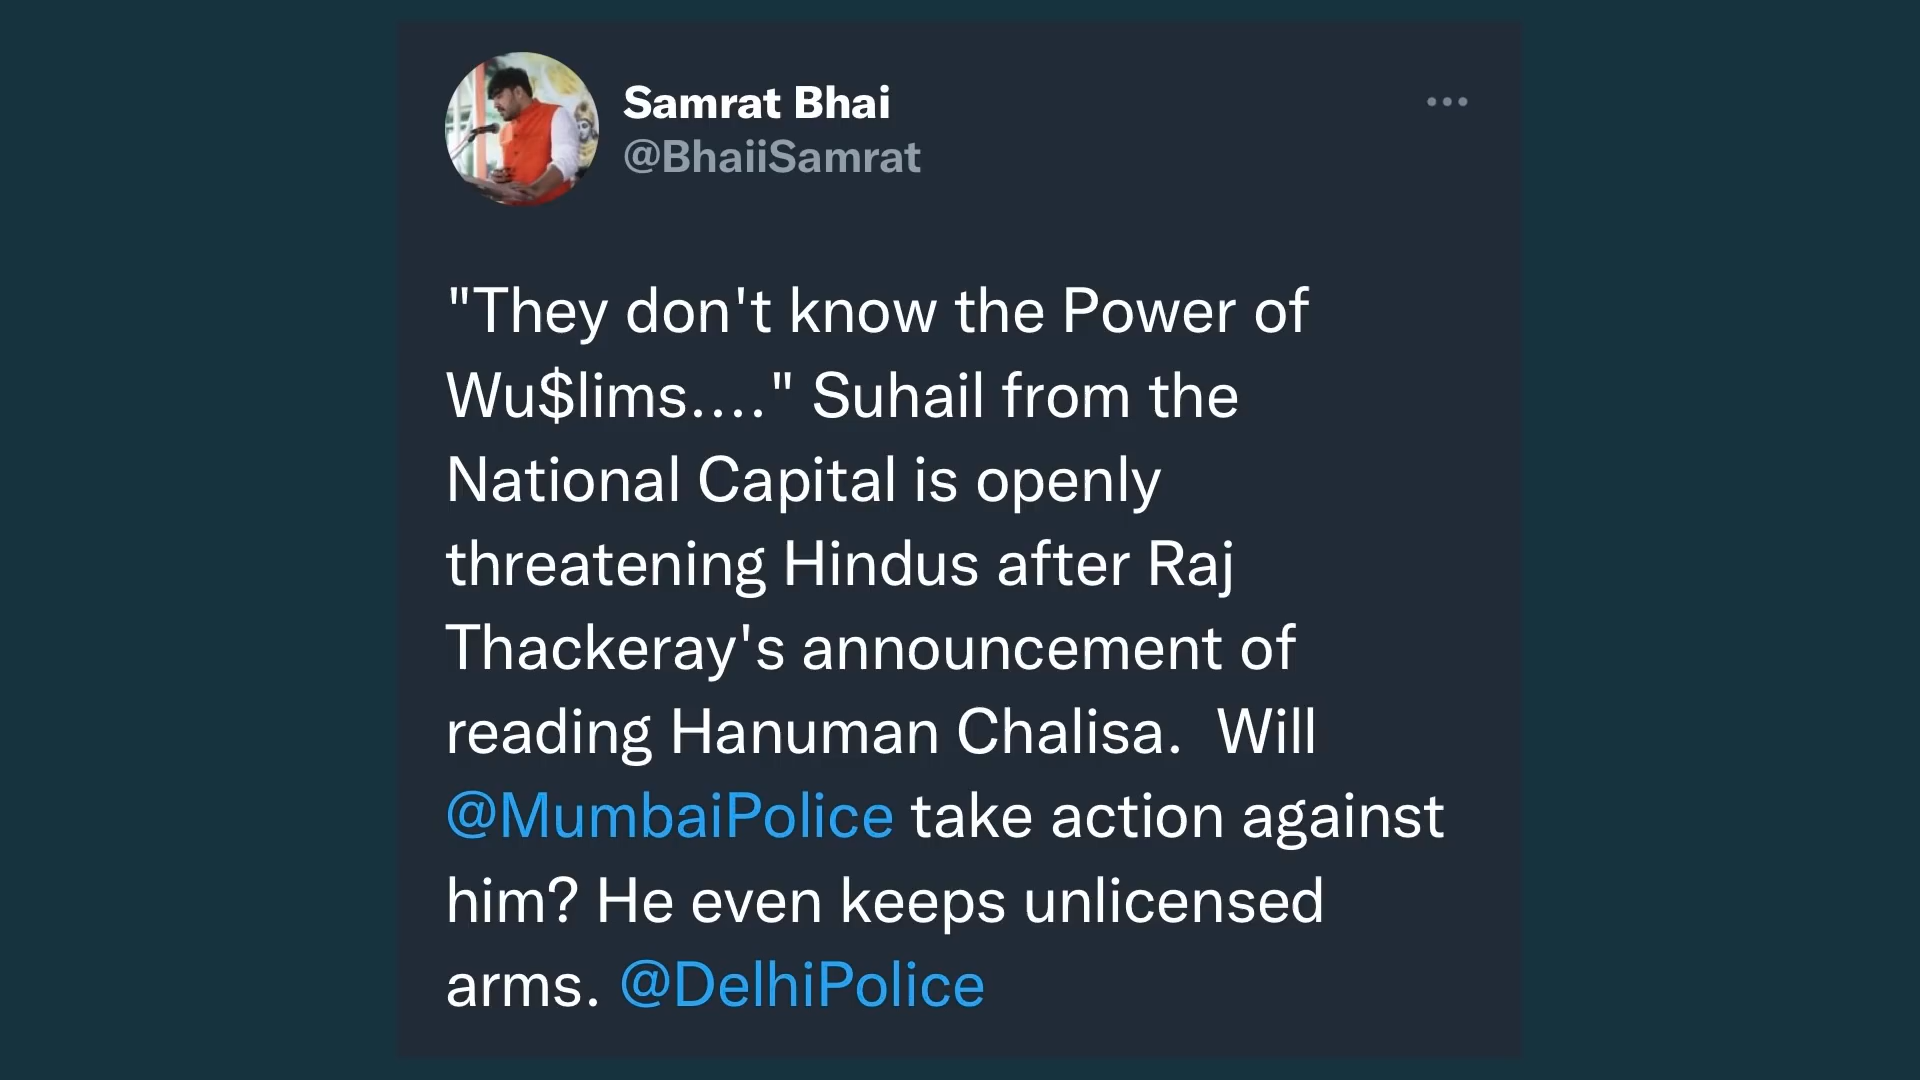 Samrat Bhai
@BhaiiSamrat
"They don't know the Power of
Wu$lims...." Suhail from the
National Capital is openly
threatening Hindus after Raj
Thackeray's announcement of
reading Hanuman Chalisa.  Will
@MumbaiPolice take action against
him? He even keeps unlicensed
arms. @DelhiPolice